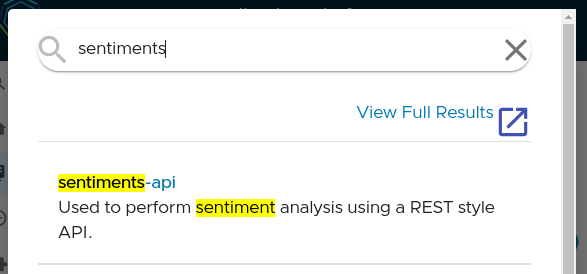 sentiments
View Full Results
sentiments-api
Used to perform sentiment analysis using a REST style
API.